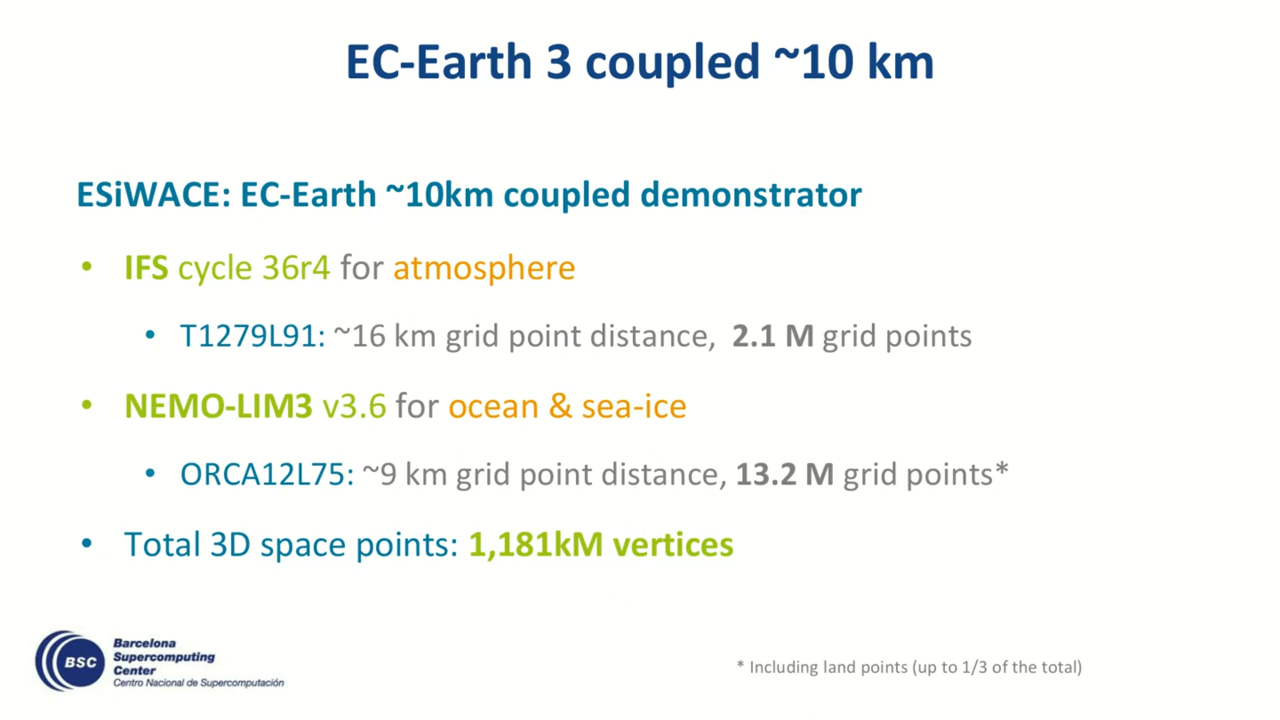 EC-Earth 3 coupled ~10 km
ESiWACE: EC-Earth ~10km coupled demonstrator
• IFS cycle 36r4 for atmosphere
• T1279L91: ~16 km grid point distance, 2.1 M grid points
• NEMO-LIM3 v3.6 for ocean & sea-ice
• ORCA12L75: ~9 km grid point distance, 13.2 M grid points*
• Total 3D space points: 1,181kM vertices
BSC
Barcelona
Supercomputing
Center
Centro Nacional de Supercomputación
* Including land points (up to 1/3 of the total)